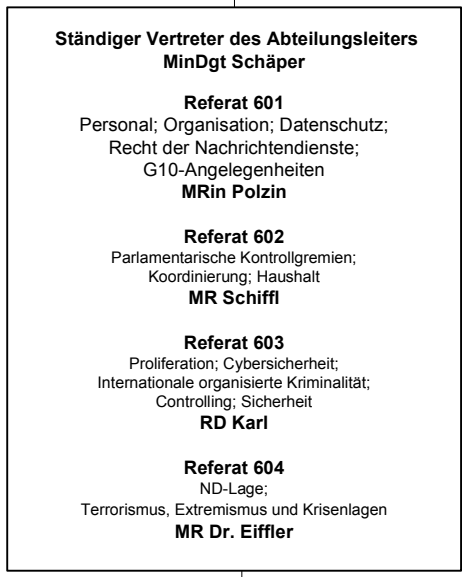 Ständiger Vertreter des Abteilungsleiters
MinDgt Schäper
Referat 601
Personal; Organisation; Datenschutz;
Recht der Nachrichtendienste;
G10-Angelegenheiten
MRin Polzin
Referat 602
Parlamentarische Kontrollgremien;
Koordinierung; Haushalt
MR Schiffl
Referat 603
Proliferation; Cybersicherheit;
Internationale organisierte Kriminalität;
Controlling; Sicherheit
RD Karl
Referat 604
ND-Lage;
Terrorismus, Extremismus und Krisenlagen
MR Dr. Eiffler